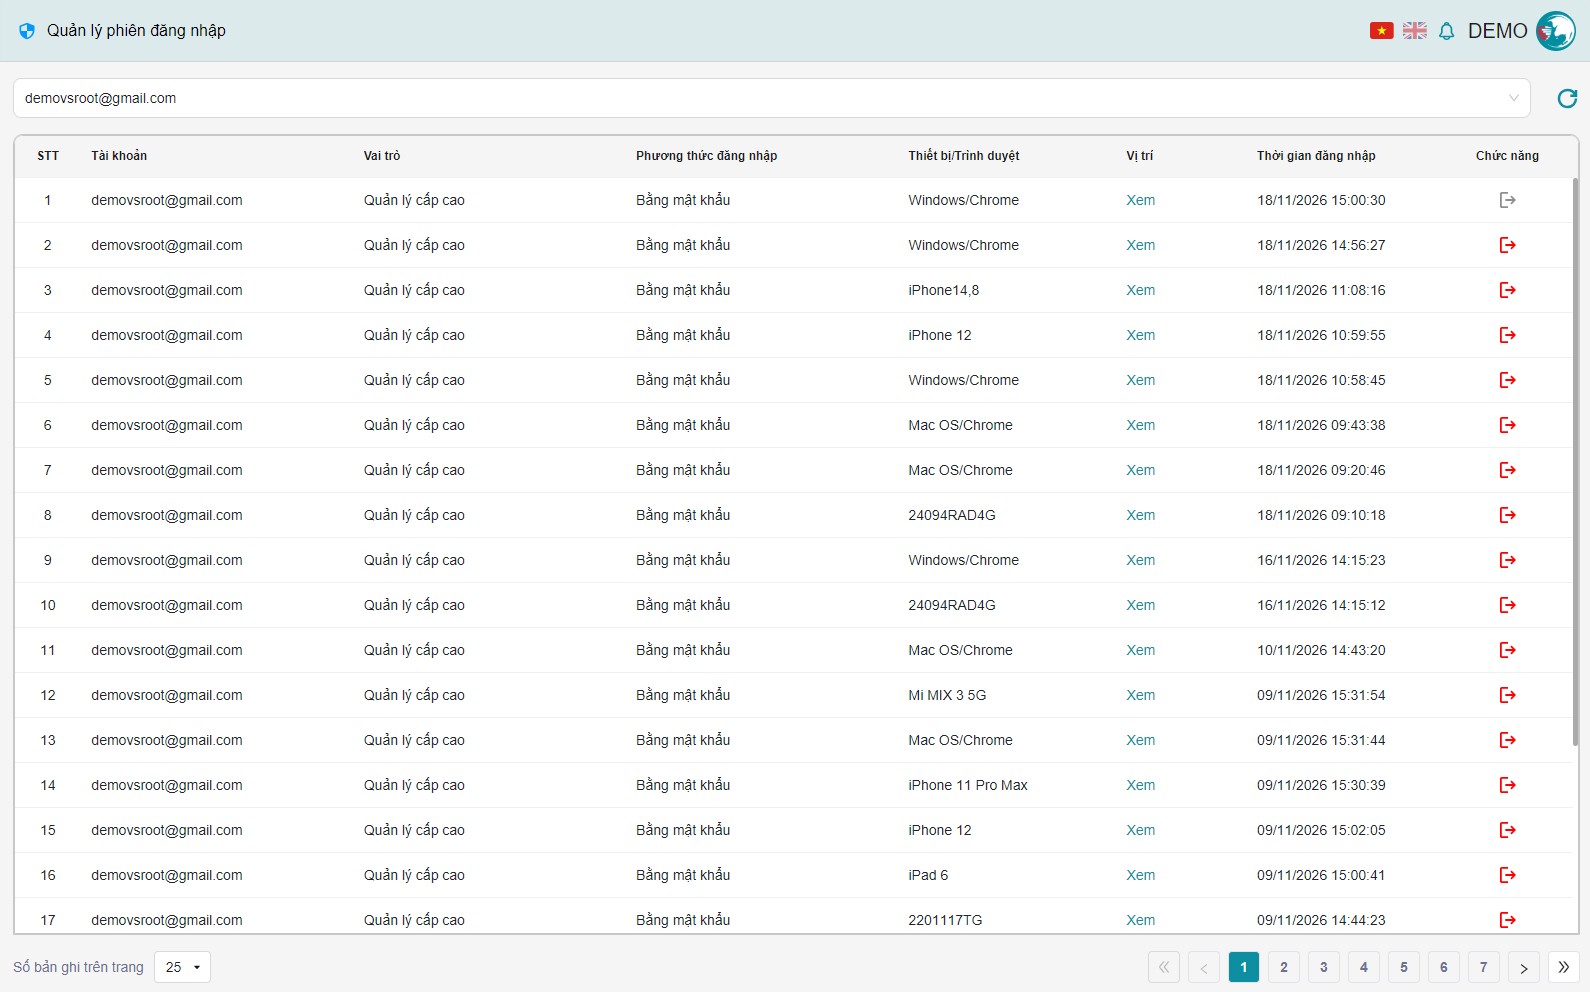 Quản lý phiên đăng nhập
DEMO
demovsroot@gmail.com
STT Tài khoản Vai trò Phương thức đăng nhập Thiết bị/Trình duyệt Vị trí Thời gian đăng nhập Chức năng
1 demovsroot@gmail.com Quản lý cấp cao Bằng mật khẩu Windows/Chrome Xem 18/11/2026 15:00:30
2 demovsroot@gmail.com Quản lý cấp cao Bằng mật khẩu Windows/Chrome Xem 18/11/2026 14:56:27
3 demovsroot@gmail.com Quản lý cấp cao Bằng mật khẩu iPhone14,8 Xem 18/11/2026 11:08:16
4 demovsroot@gmail.com Quản lý cấp cao Bằng mật khẩu iPhone 12 Xem 18/11/2026 10:59:55
5 demovsroot@gmail.com Quản lý cấp cao Bằng mật khẩu Windows/Chrome Xem 18/11/2026 10:58:45
6 demovsroot@gmail.com Quản lý cấp cao Bằng mật khẩu Mac OS/Chrome Xem 18/11/2026 09:43:38
7 demovsroot@gmail.com Quản lý cấp cao Bằng mật khẩu Mac OS/Chrome Xem 18/11/2026 09:20:46
8 demovsroot@gmail.com Quản lý cấp cao Bằng mật khẩu 24094RAD4G Xem 18/11/2026 09:10:18
9 demovsroot@gmail.com Quản lý cấp cao Bằng mật khẩu Windows/Chrome Xem 16/11/2026 14:15:23
10 demovsroot@gmail.com Quản lý cấp cao Bằng mật khẩu 24094RAD4G Xem 16/11/2026 14:15:12
11 demovsroot@gmail.com Quản lý cấp cao Bằng mật khẩu Mac OS/Chrome Xem 10/11/2026 14:43:20
12 demovsroot@gmail.com Quản lý cấp cao Bằng mật khẩu Mi MIX 3 5G Xem 09/11/2026 15:31:54
13 demovsroot@gmail.com Quản lý cấp cao Bằng mật khẩu Mac OS/Chrome Xem 09/11/2026 15:31:44
14 demovsroot@gmail.com Quản lý cấp cao Bằng mật khẩu iPhone 11 Pro Max Xem 09/11/2026 15:30:39
15 demovsroot@gmail.com Quản lý cấp cao Bằng mật khẩu iPhone 12 Xem 09/11/2026 15:02:05
16 demovsroot@gmail.com Quản lý cấp cao Bằng mật khẩu iPad 6 Xem 09/11/2026 15:00:41
17 demovsroot@gmail.com Quản lý cấp cao Bằng mật khẩu 2201117TG Xem 09/11/2026 14:44:23
Số bản ghi trên trang 25 « < 1 2 3 4 5 6 7 > »